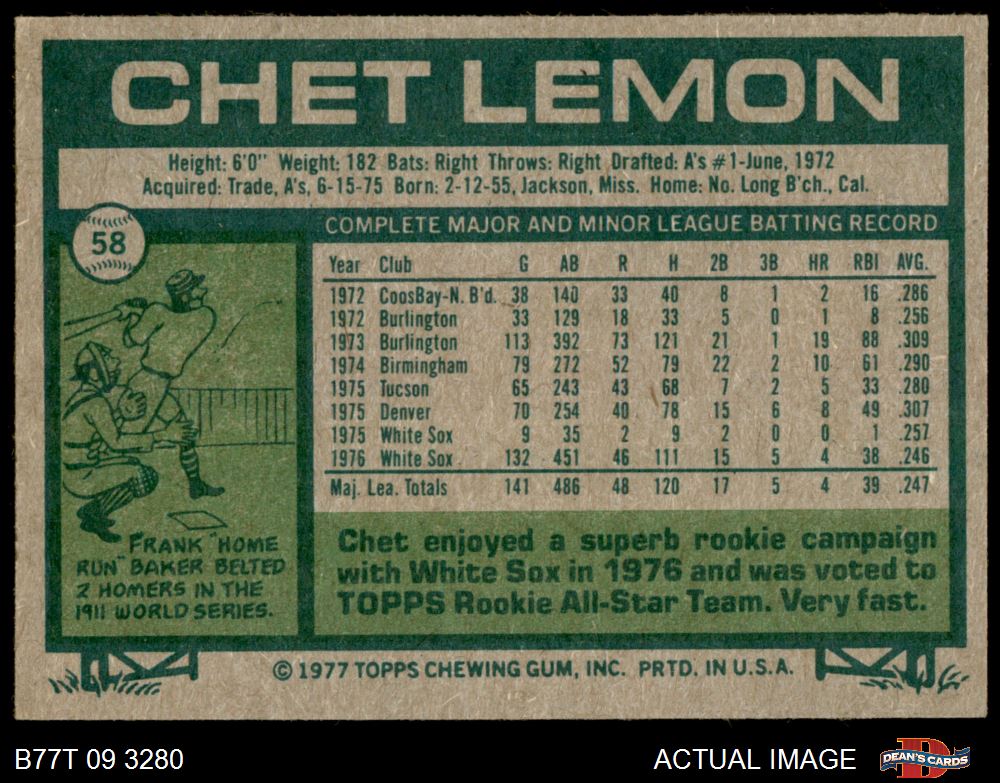 CHET LEMON
Height: 6'0" Weight: 182 Bats: Right Throws: Right Drafted: A's #1-June, 1972
Acquired: Trade, A's, 6-15-75 Born: 2-12-55, Jackson, Miss. Home: No. Long B'ch., Cal.
58
COMPLETE MAJOR AND MINOR LEAGUE BATTING RECORD
Year Club G AB R H 2B 3B HR RBI AVG.
1972 CoosBay-N. B'd. 38 140 33 40 8 1 2 16 .286
1972 Burlington 33 129 18 33 5 0 1 8 .256
1973 Burlington 113 392 73 121 21 1 19 88 .309
1974 Birmingham 79 272 52 79 22 2 10 61 .290
1975 Tucson 65 243 43 68 7 2 5 33 .280
1975 Denver 70 254 40 78 15 6 8 49 .307
1975 White Sox 9 35 2 9 2 0 0 1 .257
1976 White Sox 132 451 46 111 15 5 4 38 .246
Maj. Lea. Totals 141 486 48 120 17 5 4 39 .247
FRANK "HOME
RUN" BAKER BELTED
2 HOMERS IN THE
1911 WORLD SERIES.
Chet enjoyed a superb rookie campaign
with White Sox in 1976 and was voted to
TOPPS Rookie All-Star Team. Very fast.
© 1977 TOPPS CHEWING GUM, INC. PRTD. IN U.S.A.
B77T 09 3280
ACTUAL IMAGE
DEAN'S CARDS